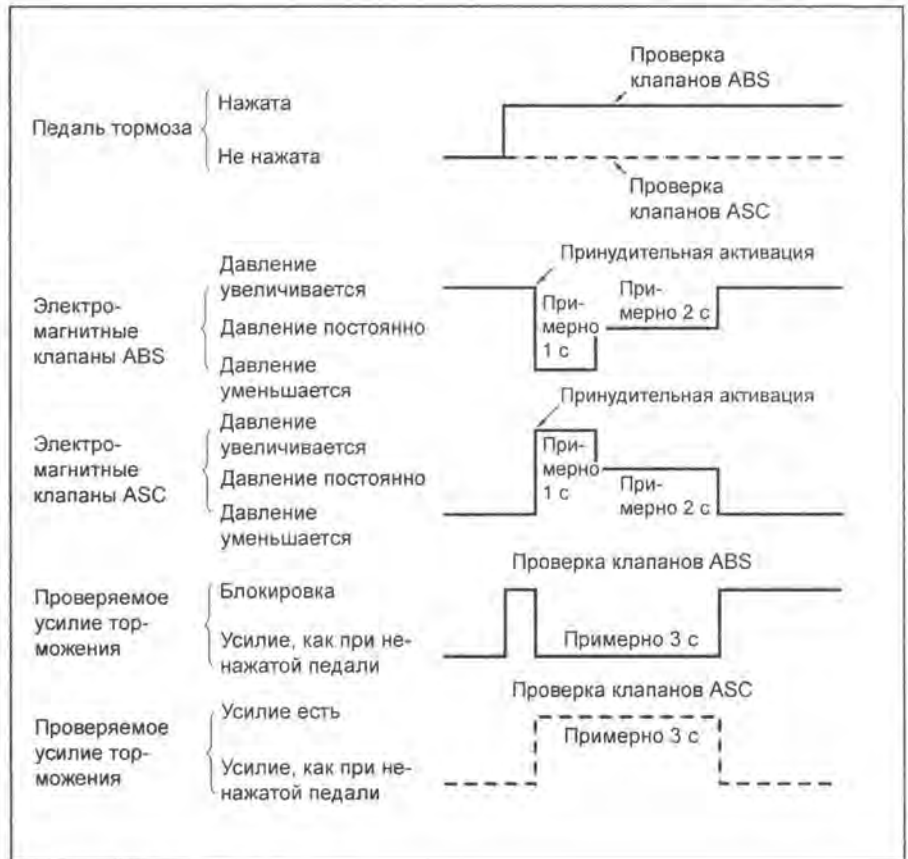 Проверка
клапанов ABS
Педаль тормоза
Нажата
Не нажата
Проверка
клапанов ASC
Принудительная активация
Электро-
магнитные
клапаны ABS
Давление
увеличивается
Давление постоянно
Давление
уменьшается
При-
мерно
1 с
При-
мерно 2 с
Принудительная активация
Электро-
магнитные
клапаны ASC
Давление
увеличивается
Давление постоянно
Давление
уменьшается
При-
мерно
1 с
При-
мерно 2 с
Проверка клапанов ABS
Проверяемое
усилие тор-
можения
Блокировка
Усилие, как при не-
нажатой педали
Примерно 3 с
Проверка клапанов ASC
Проверяемое
усилие тор-
можения
Усилие есть
Усилие, как при не-
нажатой педали
Примерно 3 с